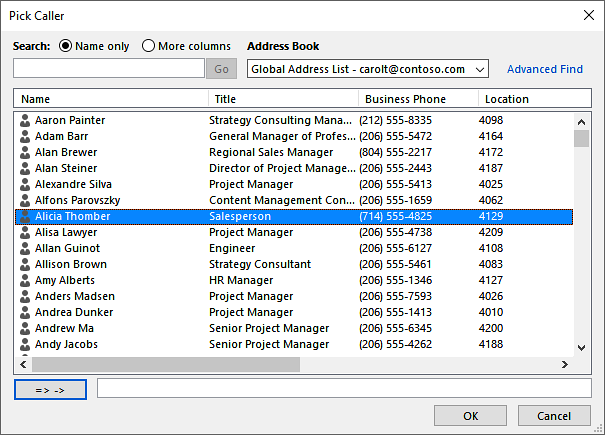 Pick Caller
Search: Name only More columns Address Book
Go Global Address List - carolt@contoso.com Advanced Find
Name Title Business Phone Location
Aaron Painter Strategy Consulting Mana... (212) 555-8335 4098
Adam Barr General Manager of Profes... (206) 555-5472 4164
Alan Brewer Regional Sales Manager (804) 555-2217 4172
Alan Steiner Director of Project Manage... (206) 555-2443 4187
Alexandre Silva Project Manager (206) 555-5413 4025
Alfons Parovszky Content Management Con... (206) 555-1659 4062
Alicia Thomber Salesperson (714) 555-4825 4129
Alisa Lawyer Project Manager (206) 555-4738 4209
Allan Guinot Engineer (206) 555-6127 4108
Allison Brown Strategy Consultant (206) 555-5461 4083
Amy Alberts HR Manager (206) 555-1346 4127
Anders Madsen Project Manager (206) 555-7593 4026
Andrea Dunker Project Manager (206) 555-1413 4010
Andrew Ma Senior Project Manager (206) 555-6345 4200
Andy Jacobs Senior Project Manager (206) 555-4262 4188
=> ->
OK Cancel